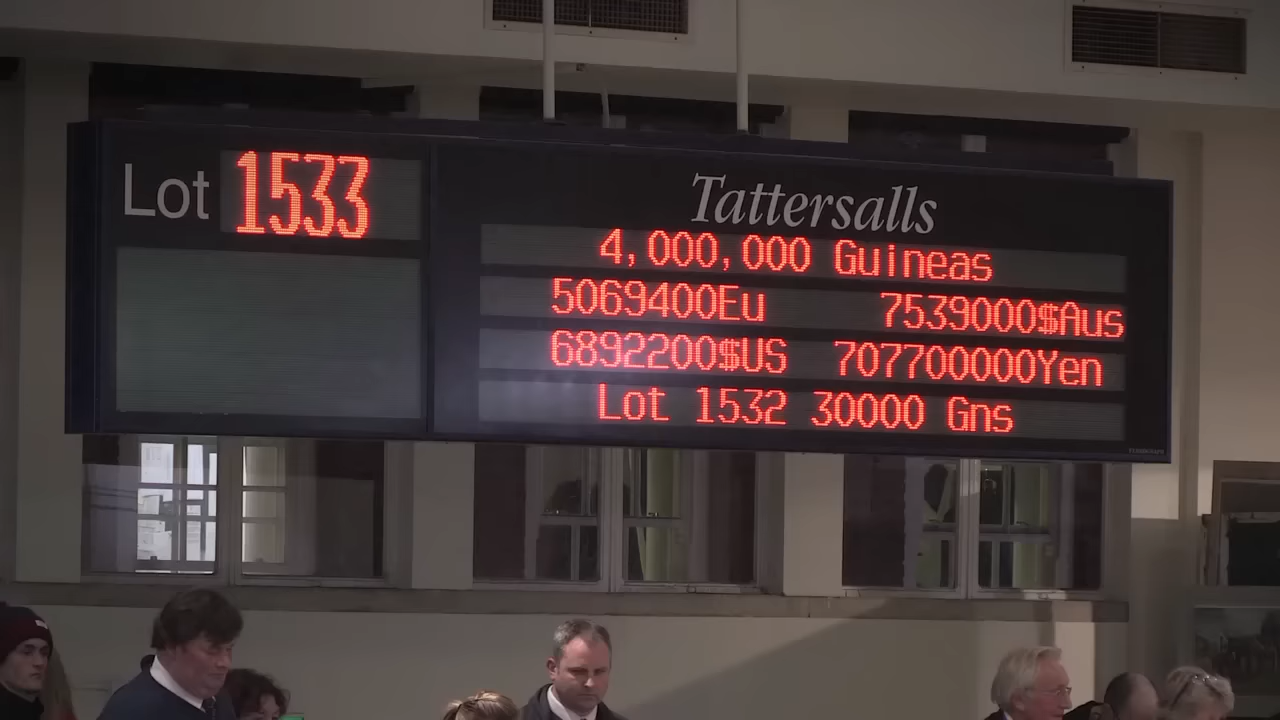 Lot 1533
Tattersalls
4,000,000 Guineas
5069400Eu 7539000$Aus
6892200$US 707700000Yen
Lot 1532 30000 Gns